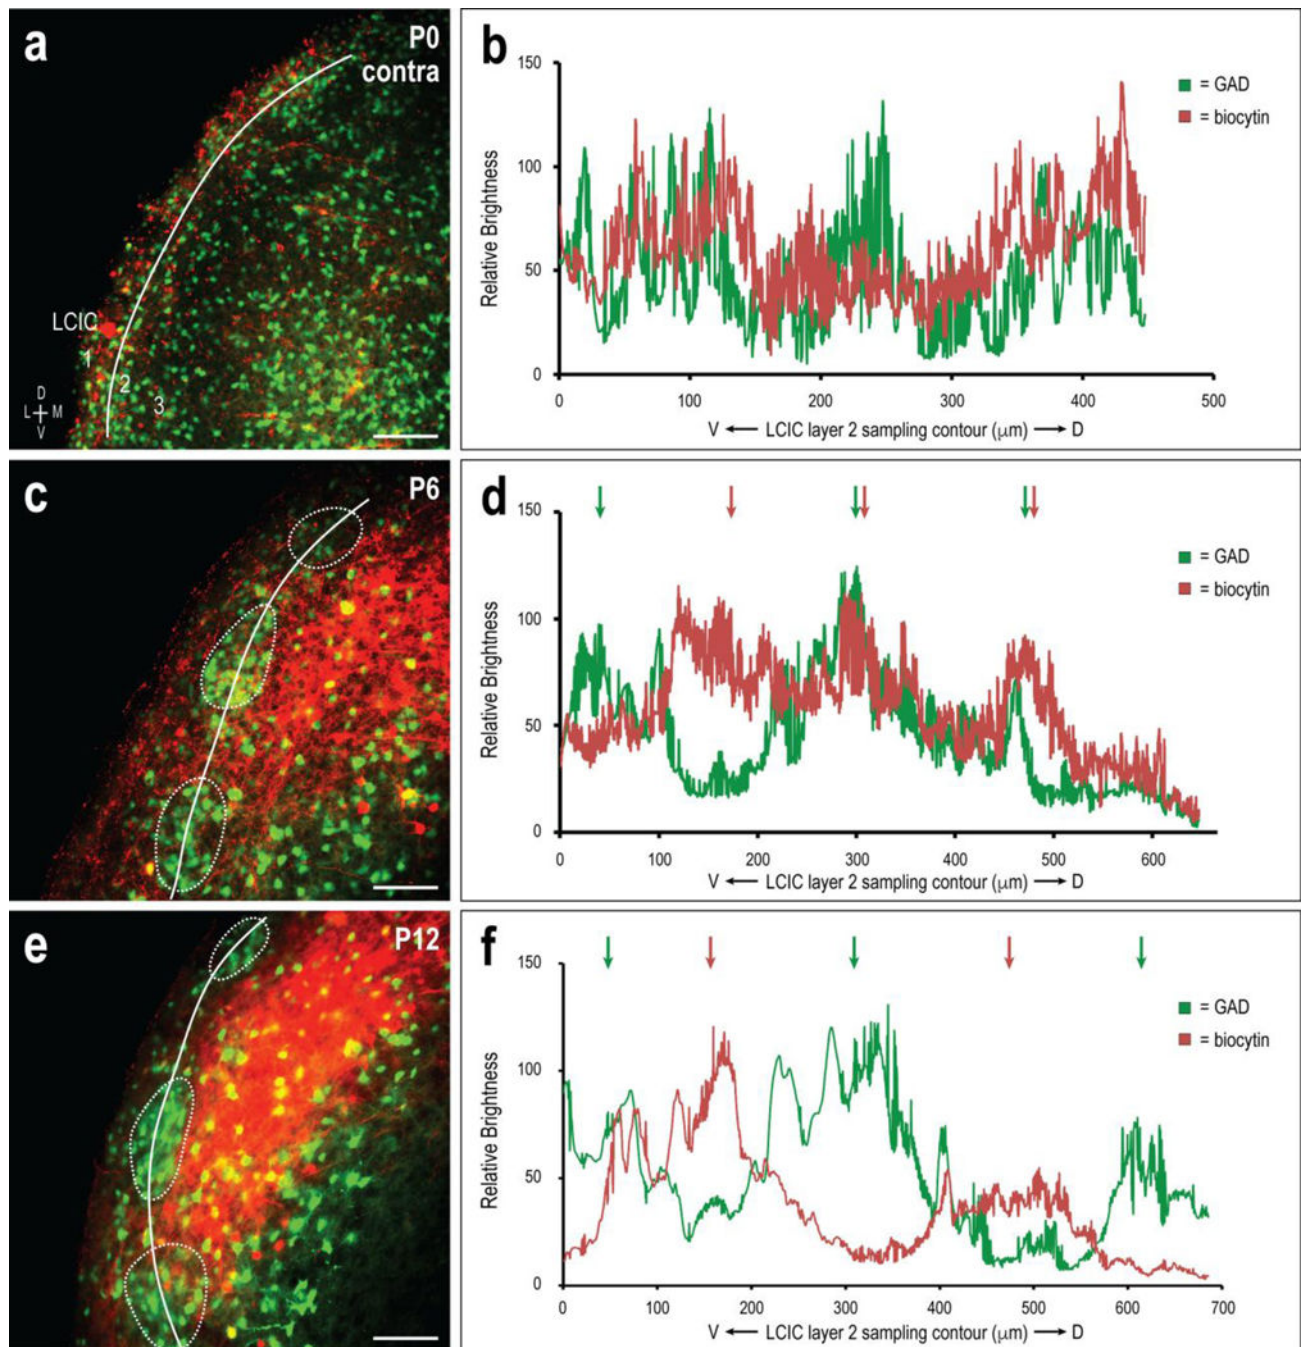 a
P0
contra
LCIC
1
2
3
D
L M
V
b
150
100
50
0
Relative Brightness
= GAD
= biocytin
0 100 200 300 400 500
V LCIC layer 2 sampling contour (μm) D
c
P6
d
150
100
50
0
Relative Brightness
= GAD
= biocytin
0 100 200 300 400 500 600
V LCIC layer 2 sampling contour (μm) D
e
P12
f
150
100
50
0
Relative Brightness
= GAD
= biocytin
0 100 200 300 400 500 600 700
V LCIC layer 2 sampling contour (μm) D